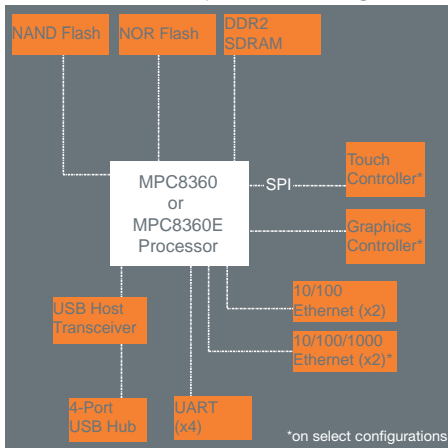 NAND Flash
NOR Flash
DDR2
SDRAM
MPC8360
or
MPC8360E
Processor
SPI
Touch
Controller*
Graphics
Controller*
10/100
Ethernet (x2)
10/100/1000
Ethernet (x2)*
USB Host
Transceiver
4-Port
USB Hub
UART
(x4)
*on select configurations